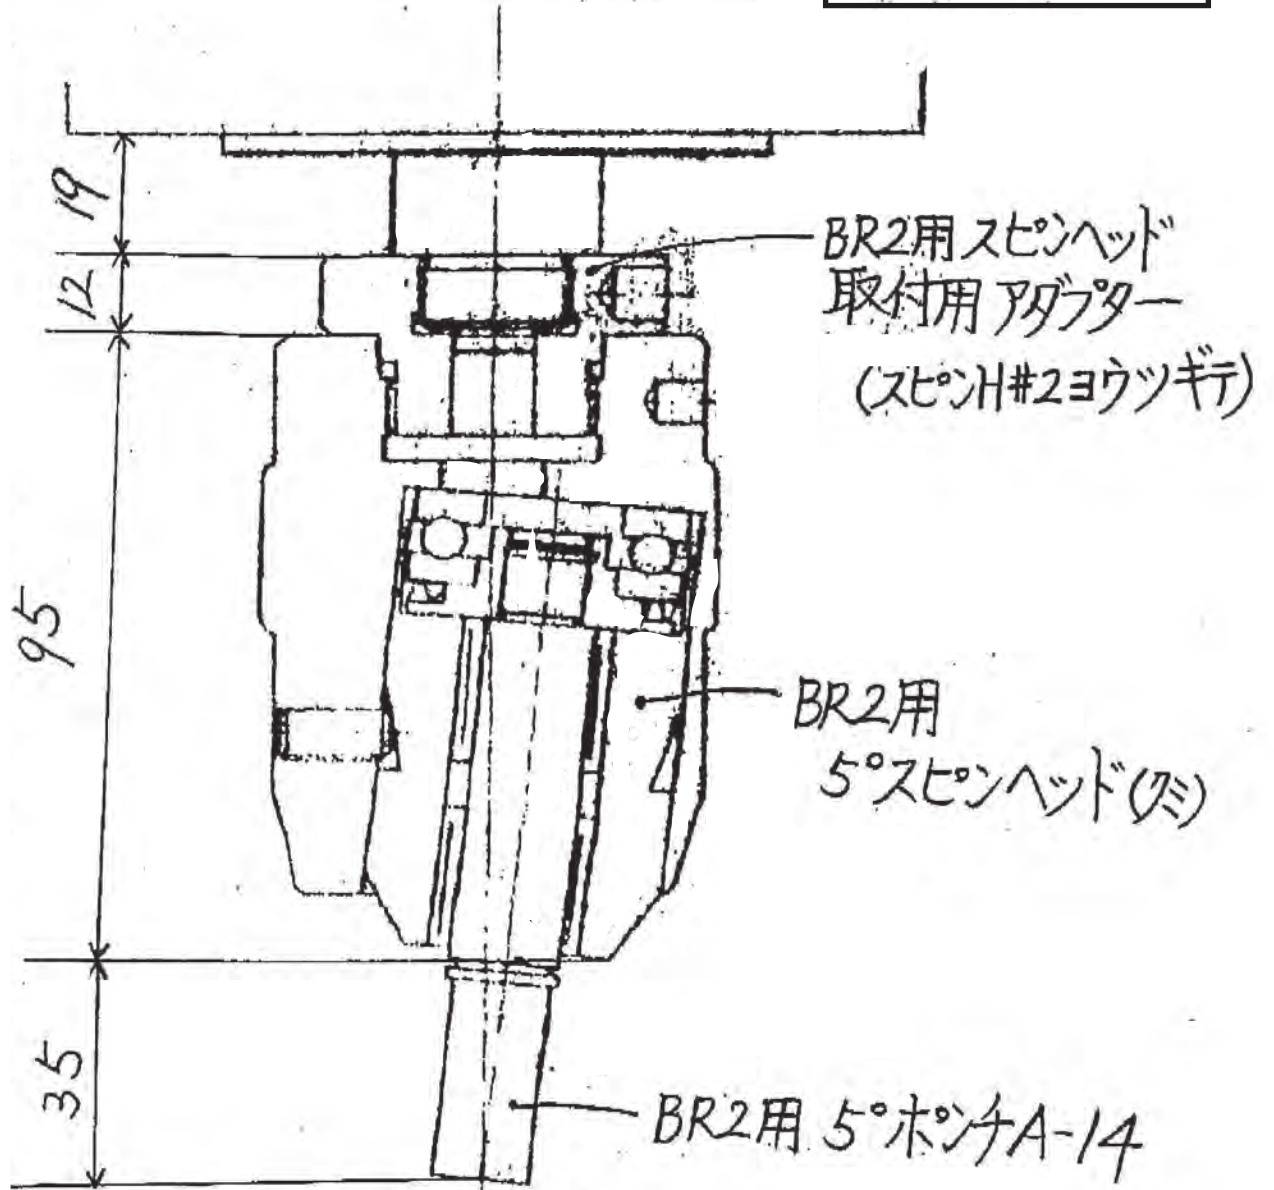 19
12
BR2用 スピンヘッド
取付用 アダプター
(スピンH#2ヨウツギテ)
95
BR2用
5°スピンヘッド(クミ)
35
BR2用 5°ポンチA-14